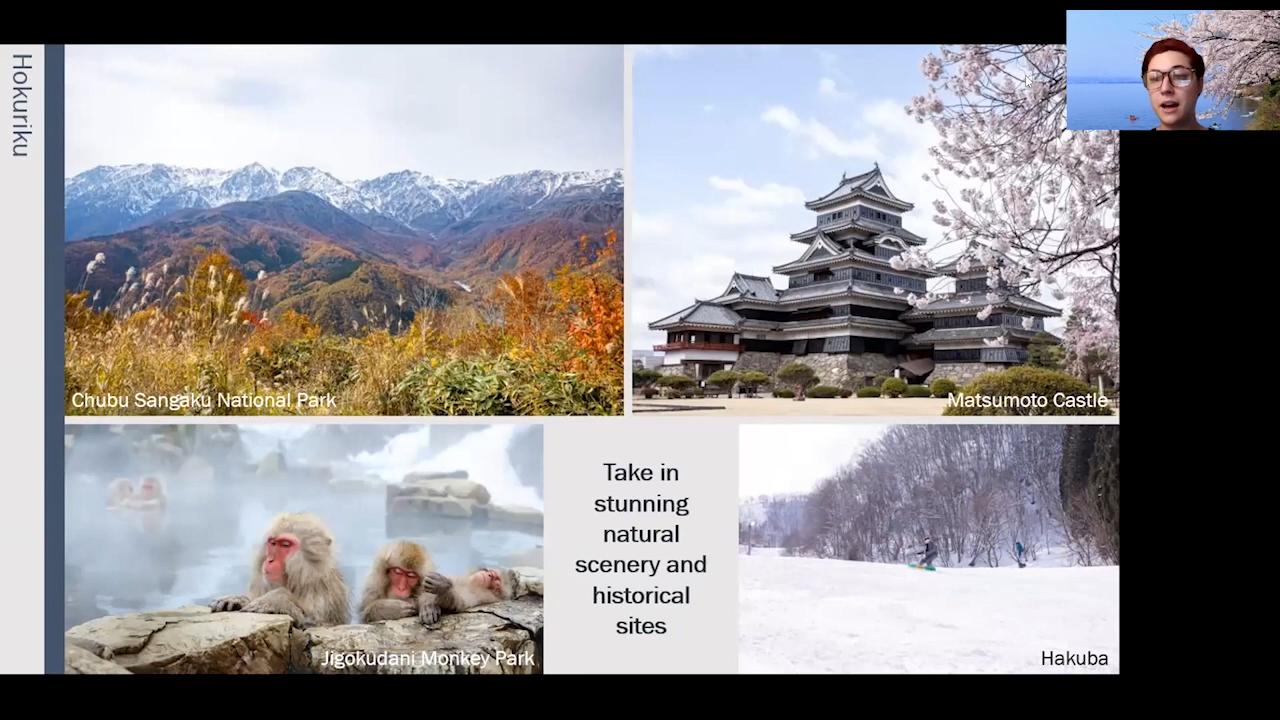 Hokuriku
Chubu Sangaku National Park
Matsumoto Castle
Jigokudani Monkey Park
Take in
stunning
natural
scenery and
historical
sites
Hakuba